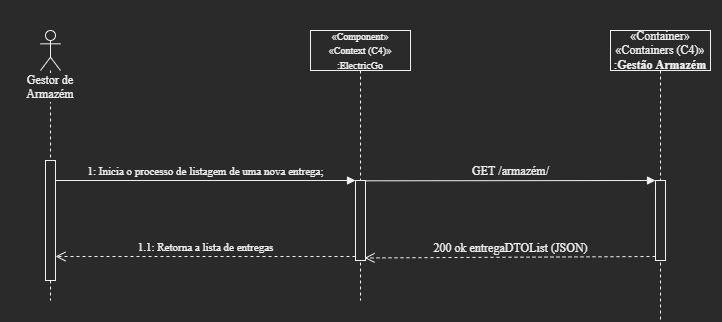 «Component»
«Context (C4)»
:ElectricGo
«Container»
«Containers (C4)»
:Gestão Armazém
Gestor de
Armazém
1: Inicia o processo de listagem de uma nova entrega;
GET /armazém/
1.1: Retorna a lista de entregas
200 ok entregaDTOList (JSON)